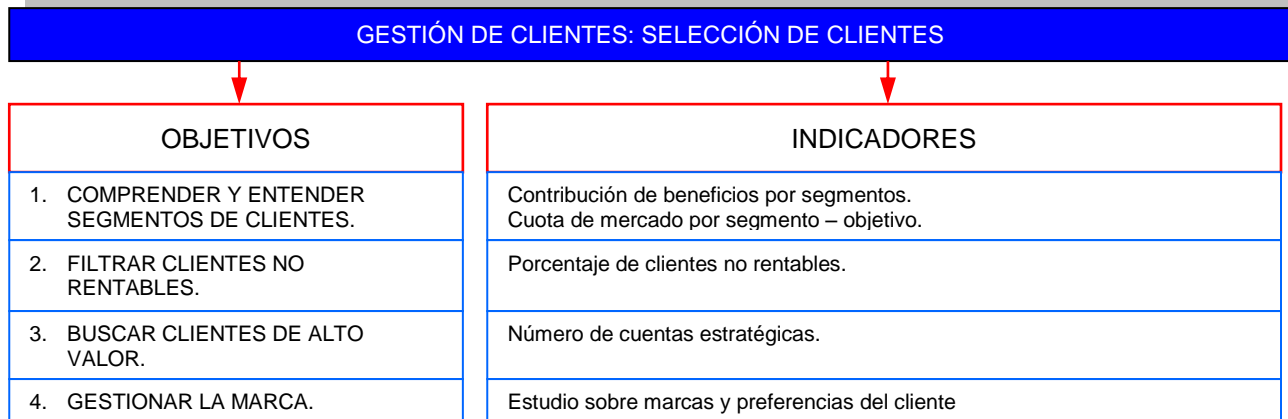 GESTIÓN DE CLIENTES: SELECCIÓN DE CLIENTES
OBJETIVOS
INDICADORES
1. COMPRENDER Y ENTENDER
SEGMENTOS DE CLIENTES.
Contribución de beneficios por segmentos.
Cuota de mercado por segmento – objetivo.
2. FILTRAR CLIENTES NO
RENTABLES.
Porcentaje de clientes no rentables.
3. BUSCAR CLIENTES DE ALTO
VALOR.
Número de cuentas estratégicas.
4. GESTIONAR LA MARCA.
Estudio sobre marcas y preferencias del cliente